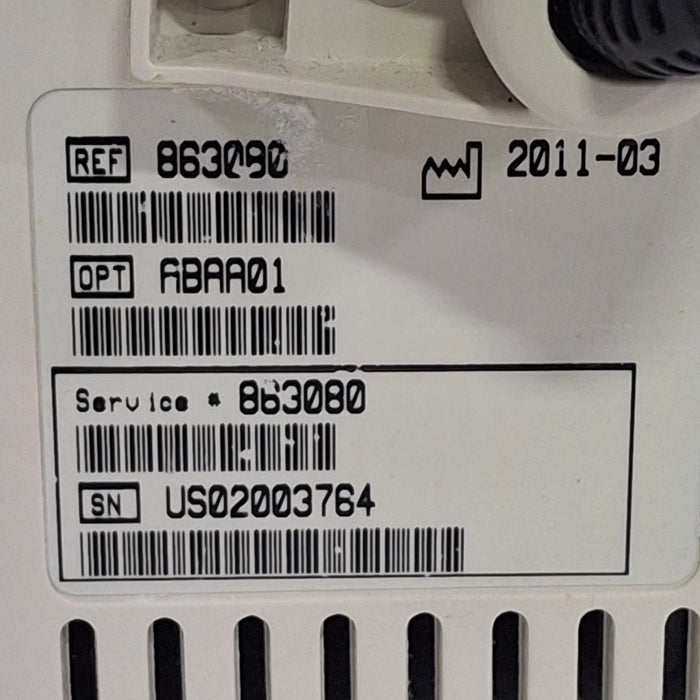 REF 863090 2011-03
OPT ABAA01
Service # 863080
SN US02003764